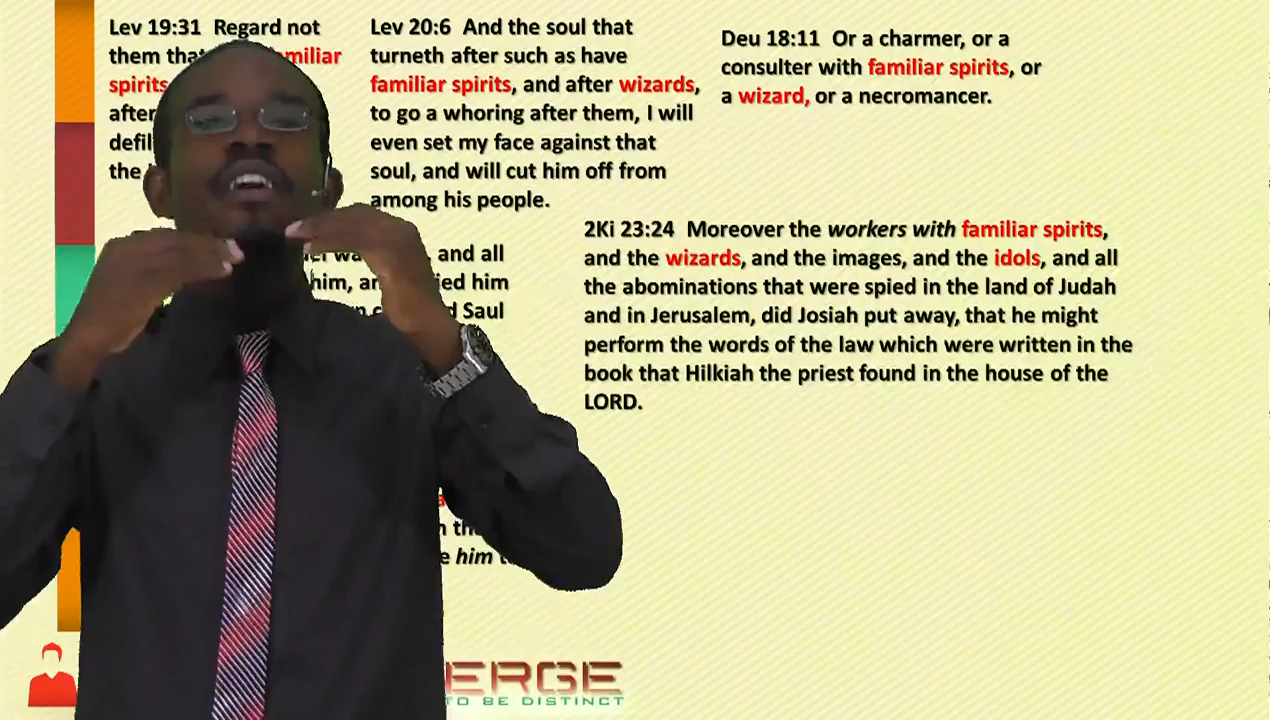 Lev 19:31 Regard not
them that familiar
spirits
after
defil
the
Lev 20:6 And the soul that
turneth after such as have
familiar spirits, and after wizards,
to go a whoring after them, I will
even set my face against that
soul, and will cut him off from
among his people.
Deu 18:11 Or a charmer, or a
consulter with familiar spirits, or
a wizard, or a necromancer.
, and all
him, an ied him
d Saul
2Ki 23:24 Moreover the workers with familiar spirits,
and the wizards, and the images, and the idols, and all
the abominations that were spied in the land of Judah
and in Jerusalem, did Josiah put away, that he might
perform the words of the law which were written in the
book that Hilkiah the priest found in the house of the
LORD.
him
ERGE
TO BE DISTINCT